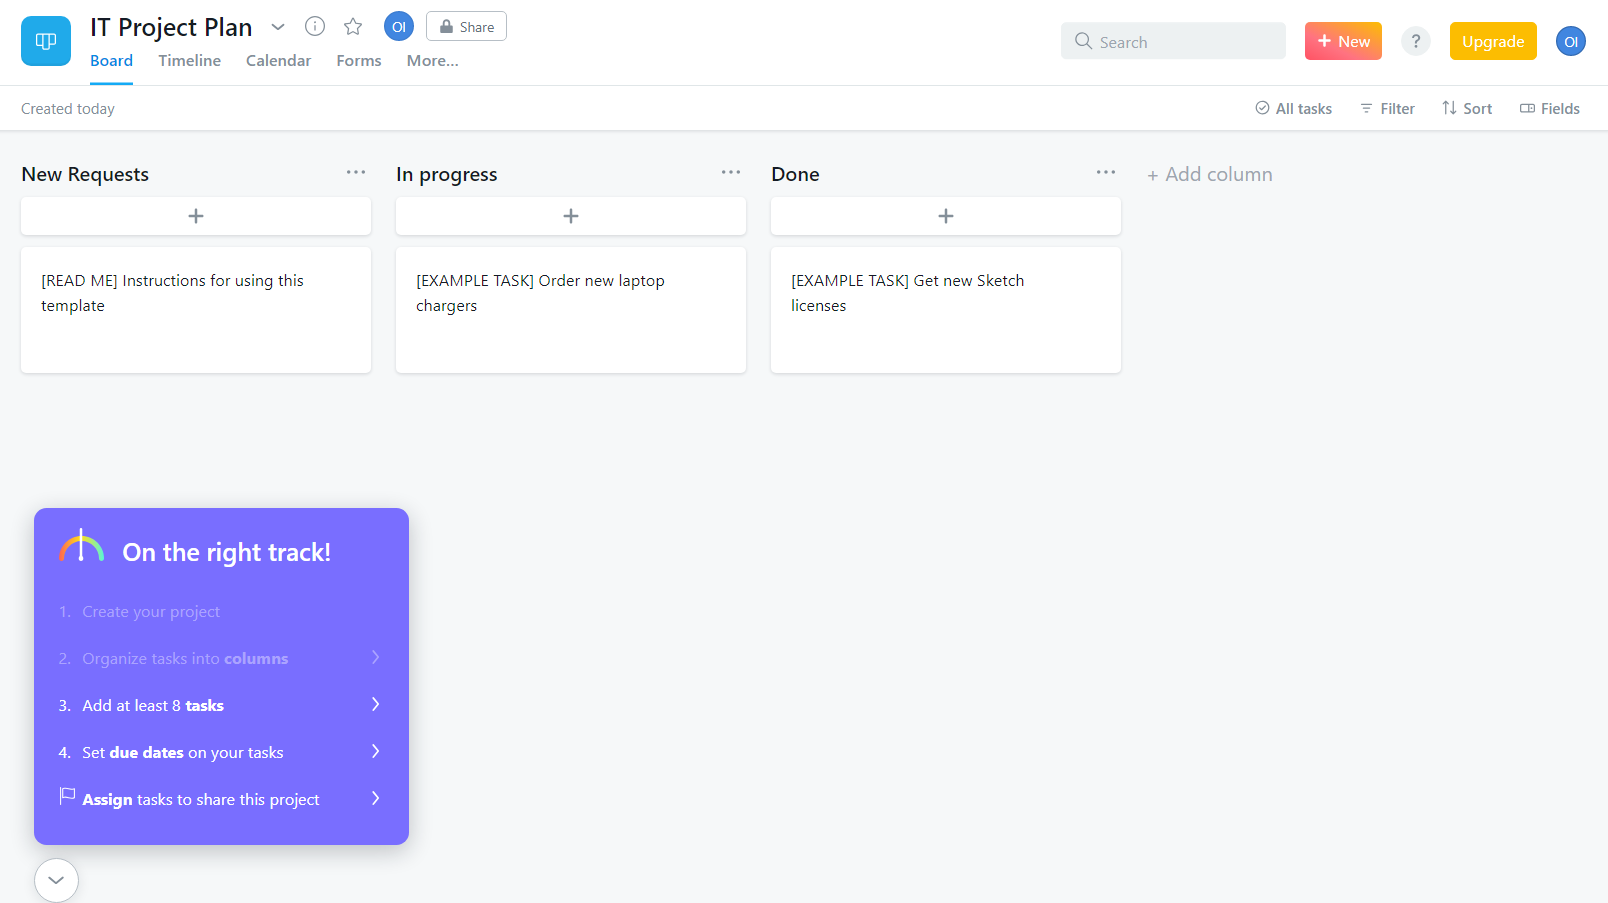 IT Project Plan
OI
Share
Board
Timeline
Calendar
Forms
More...
Search
+ New
?
Upgrade
OI
Created today
All tasks
Filter
Sort
Fields
New Requests
In progress
Done
+ Add column
[READ ME] Instructions for using this
template
[EXAMPLE TASK] Order new laptop
chargers
[EXAMPLE TASK] Get new Sketch
licenses
On the right track!
1. Create your project
2. Organize tasks into columns
3. Add at least 8 tasks
4. Set due dates on your tasks
Assign tasks to share this project